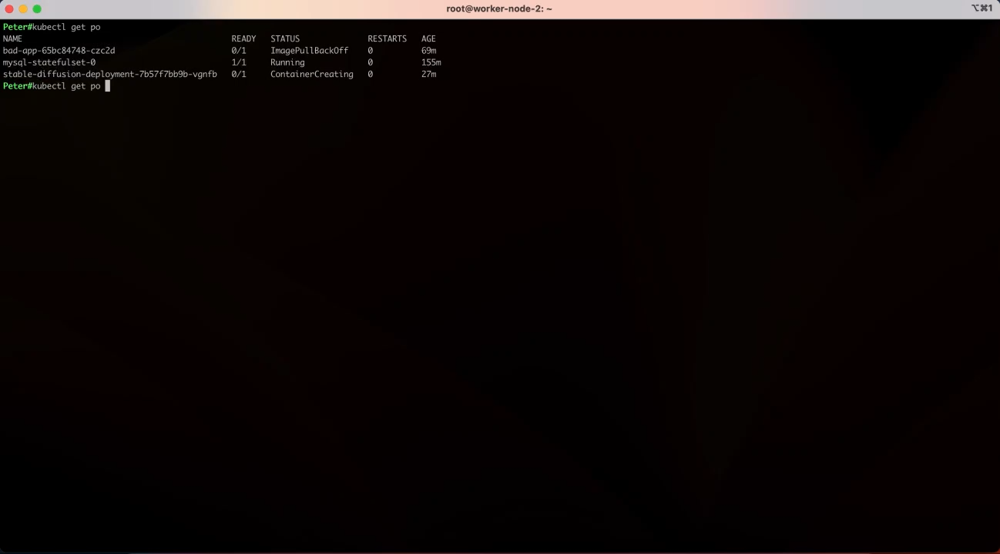 root@worker-node-2: ~
⌥⌘1
Peter#kubectl get po
NAME READY STATUS RESTARTS AGE
bad-app-65bc84748-czc2d 0/1 ImagePullBackOff 0 69m
mysql-statefulset-0 1/1 Running 0 155m
stable-diffusion-deployment-7b57f7bb9b-vgnfb 0/1 ContainerCreating 0 27m
Peter#kubectl get po